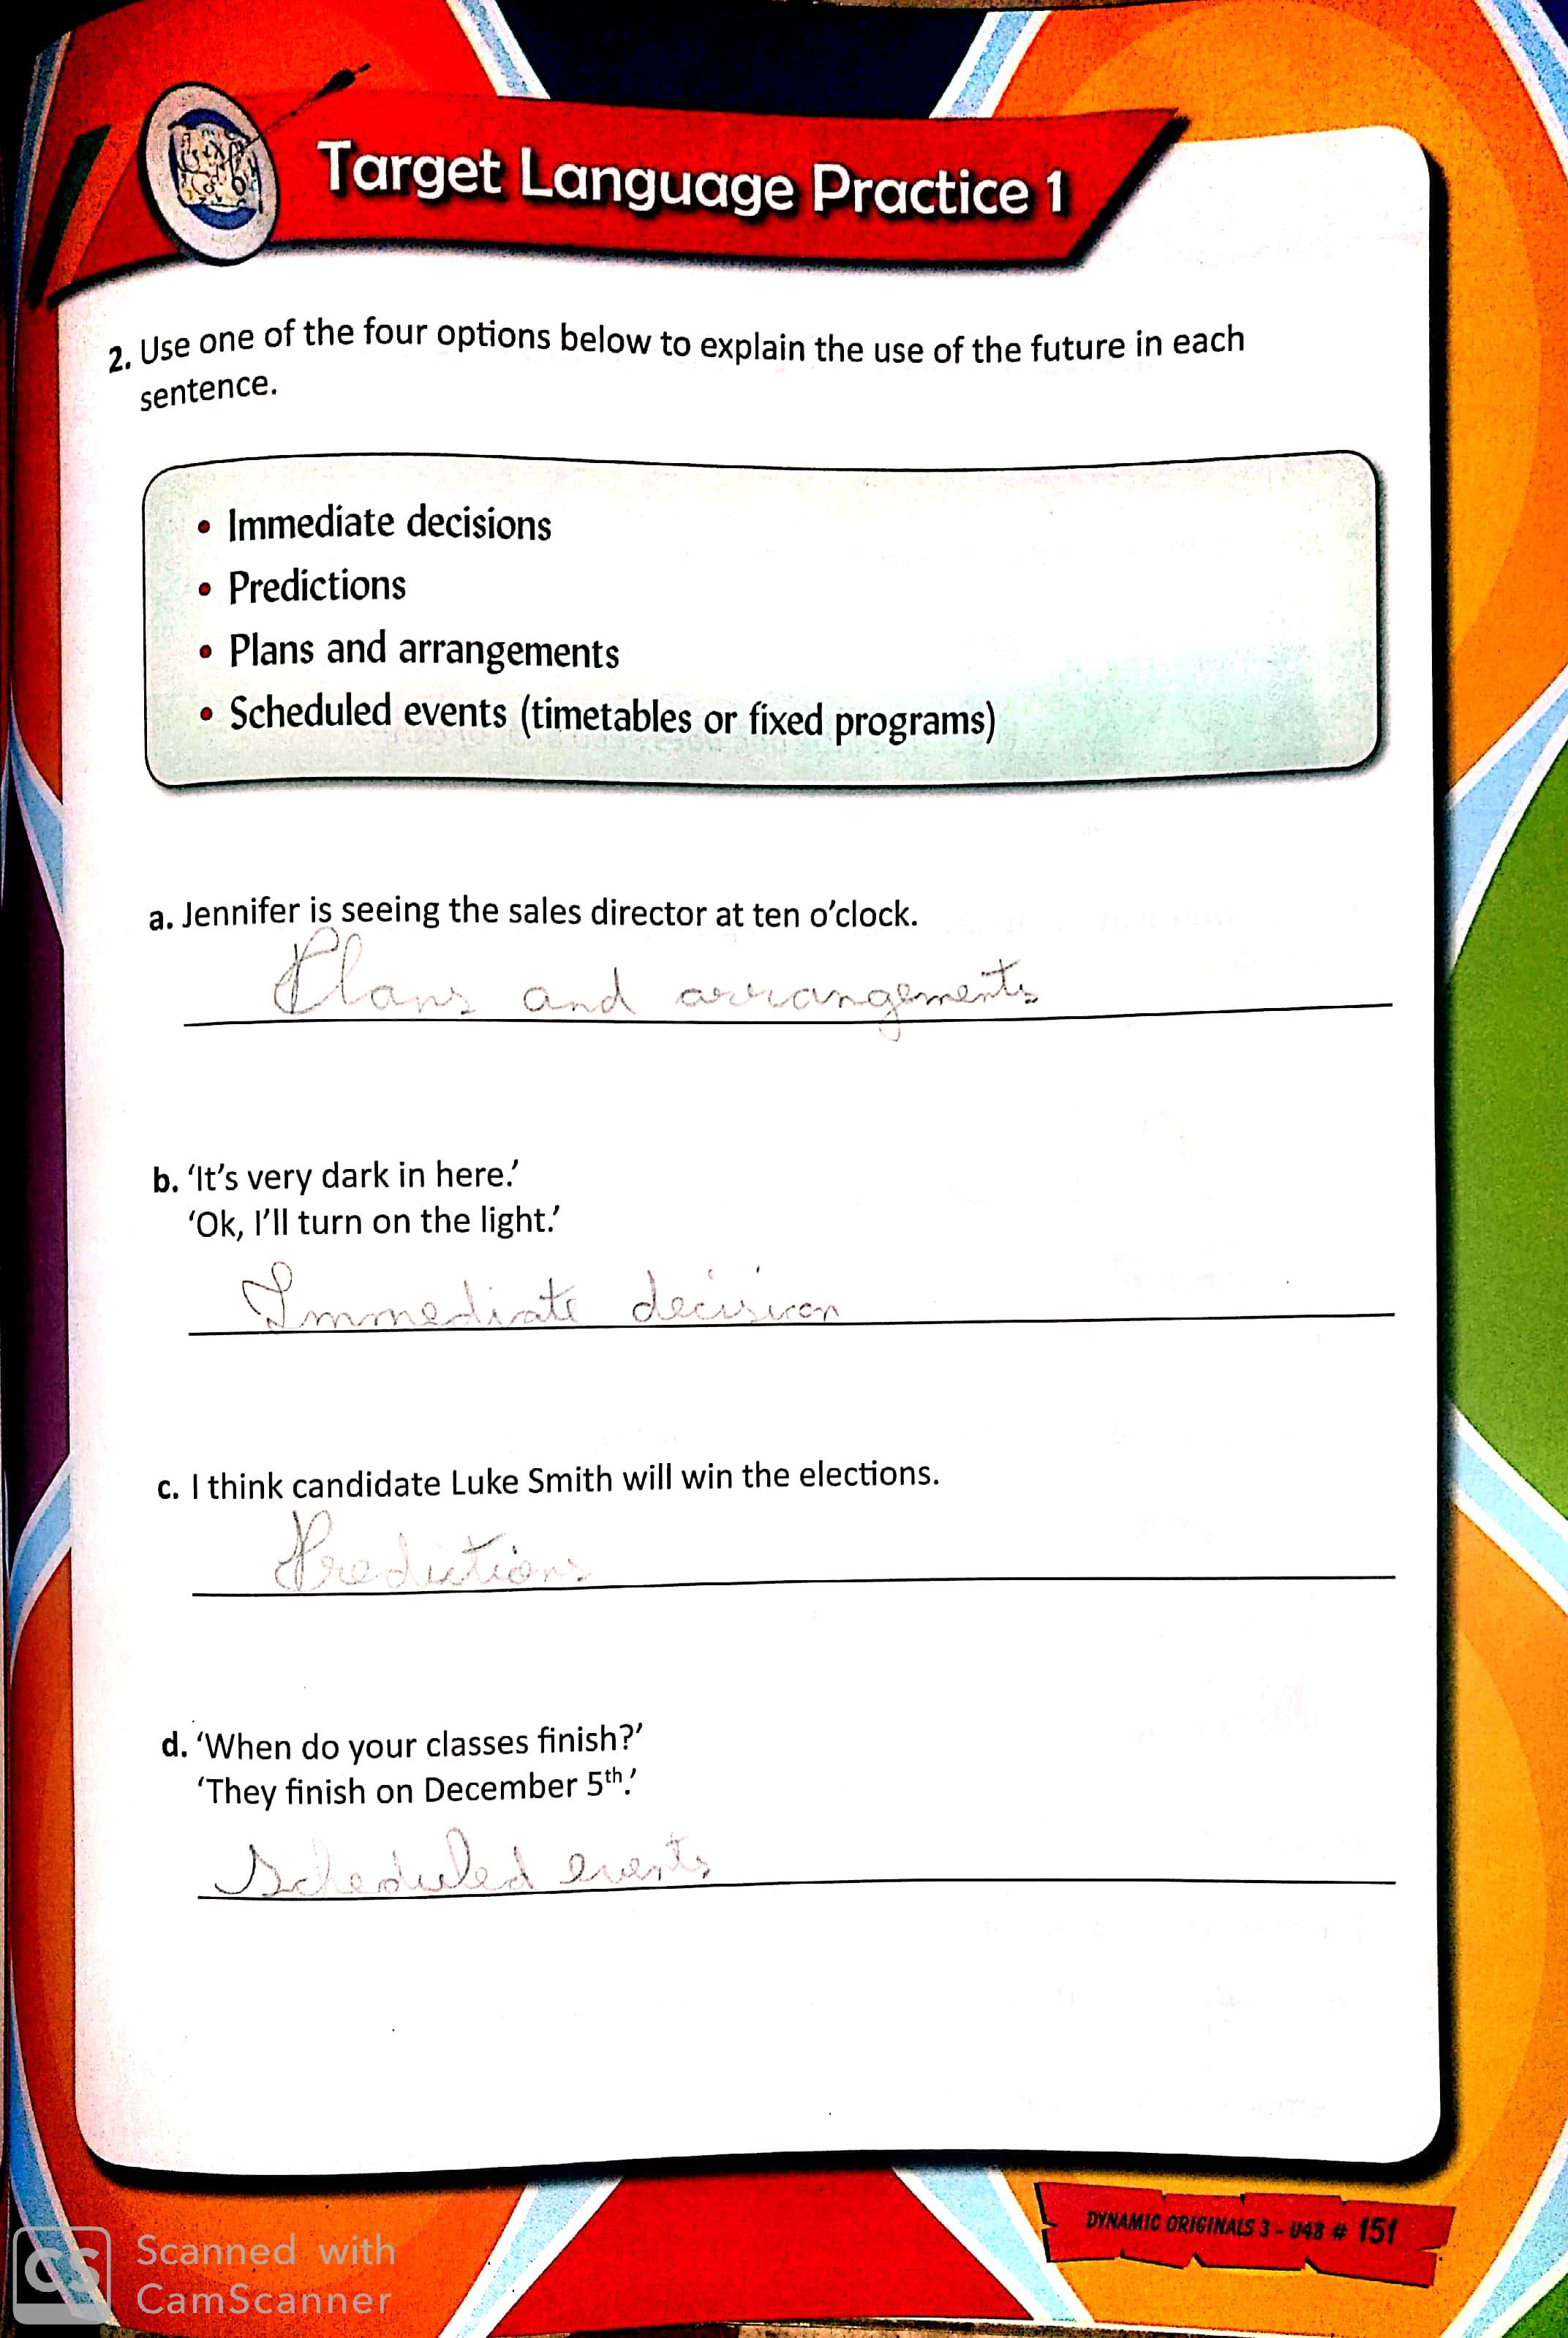 Target Language Practice 1
2. Use one of the four options below to explain the use of the future in each
sentence.
• Immediate decisions
• Predictions
• Plans and arrangements
• Scheduled events (timetables or fixed programs)
a. Jennifer is seeing the sales director at ten o’clock.
Plans and arrangements
b. ‘It’s very dark in here.’
‘Ok, I’ll turn on the light.’
Immediate decision
c. I think candidate Luke Smith will win the elections.
Predictions
d. ‘When do your classes finish?’
‘They finish on December 5th.’
Scheduled events
DYNAMIC ORIGINALS 3 - U48 # 151
CS Scanned with
CamScanner